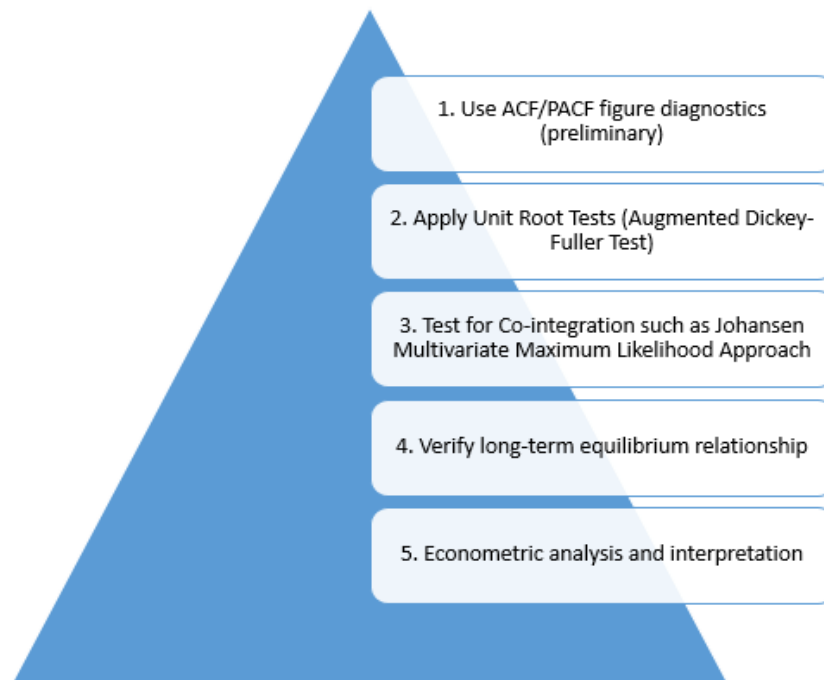 1. Use ACF/PACF figure diagnostics
(preliminary)
2. Apply Unit Root Tests (Augmented Dickey-
Fuller Test)
3. Test for Co-integration such as Johansen
Multivariate Maximum Likelihood Approach
4. Verify long-term equilibrium relationship
5. Econometric analysis and interpretation